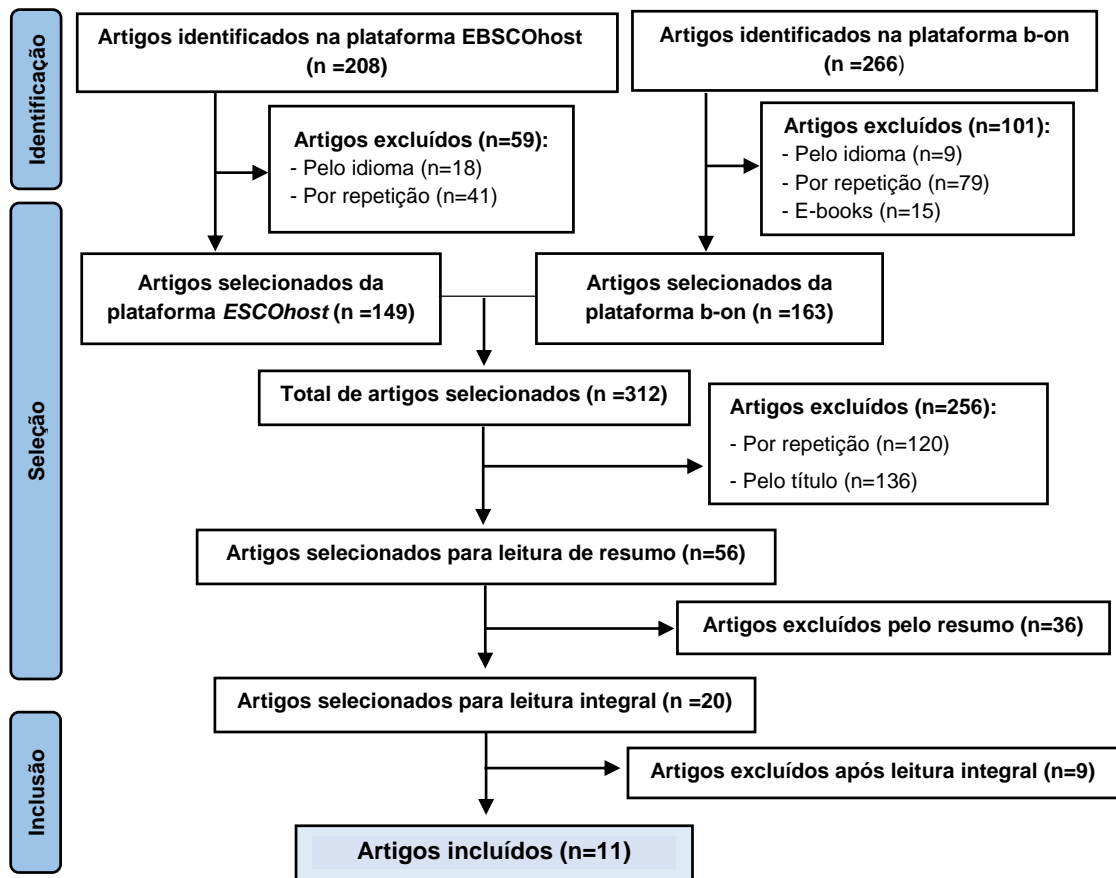 Identificação
Artigos identificados na plataforma EBSCOhost
(n =208)
Artigos identificados na plataforma b-on
(n =266)
Artigos excluídos (n=59):
- Pelo idioma (n=18)
- Por repetição (n=41)
Artigos excluídos (n=101):
- Pelo idioma (n=9)
- Por repetição (n=79)
- E-books (n=15)
Seleção
Artigos selecionados da
plataforma ESCOhost (n =149)
Artigos selecionados da
plataforma b-on (n =163)
Total de artigos selecionados (n =312)
Artigos excluídos (n=256):
- Por repetição (n=120)
- Pelo título (n=136)
Artigos selecionados para leitura de resumo (n=56)
Artigos excluídos pelo resumo (n=36)
Artigos selecionados para leitura integral (n =20)
Inclusão
Artigos excluídos após leitura integral (n=9)
Artigos incluídos (n=11)